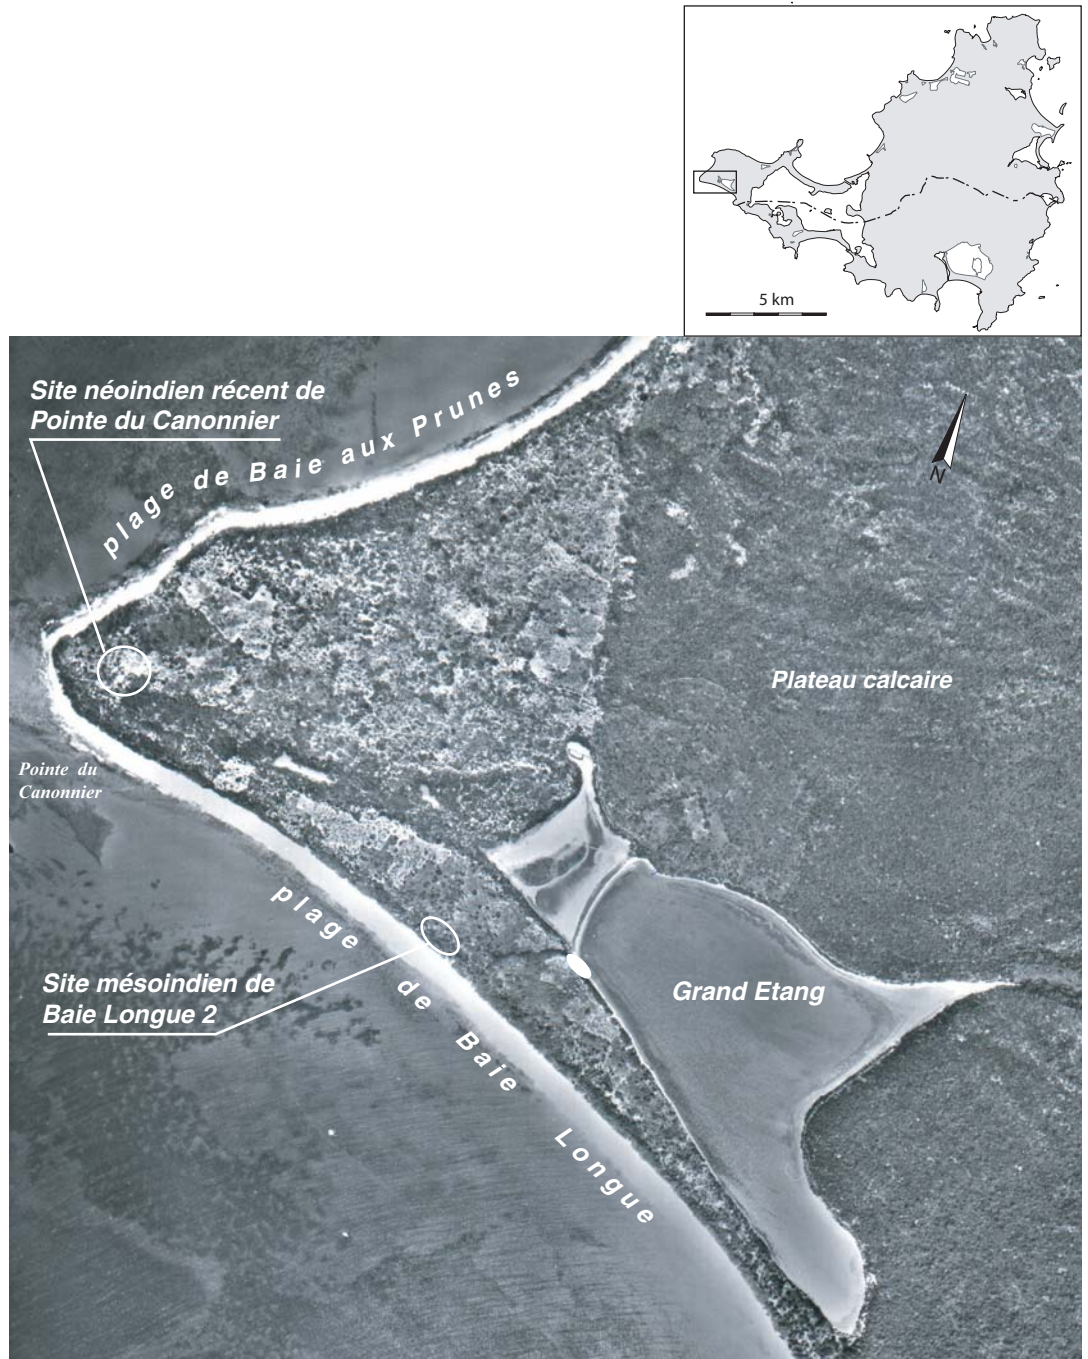 5 km
Site néoindien récent de
Pointe du Canonnier
plage de Baie aux Prunes
N
Plateau calcaire
Pointe du
Canonnier
plage de Baie Longue
Site mésoindien de
Baie Longue 2
Grand Etang